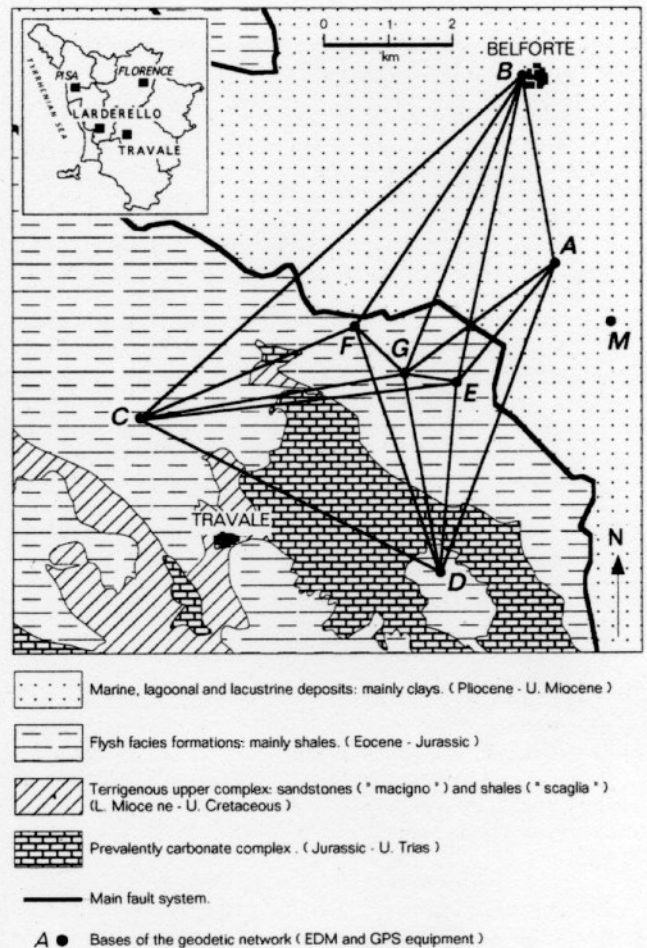 0 1 2
km
BELFORTE
B
TYRRHENIAN SEA
PISA
FLORENCE
LARDERELLO
TRAVALE
A
M
F
G
E
C
N
TRAVALE
D
Marine, lagoonal and lacustrine deposits: mainly clays. ( Pliocene - U. Miocene )
Flysh facies formations: mainly shales. ( Eocene - Jurassic )
Terrigenous upper complex: sandstones ( " macigno " ) and shales ( " scaglia " )
(L. Miocene - U. Cretaceous )
Prevalently carbonate complex . ( Jurassic - U. Trias )
Main fault system.
A ● Bases of the geodetic network ( EDM and GPS equipment )